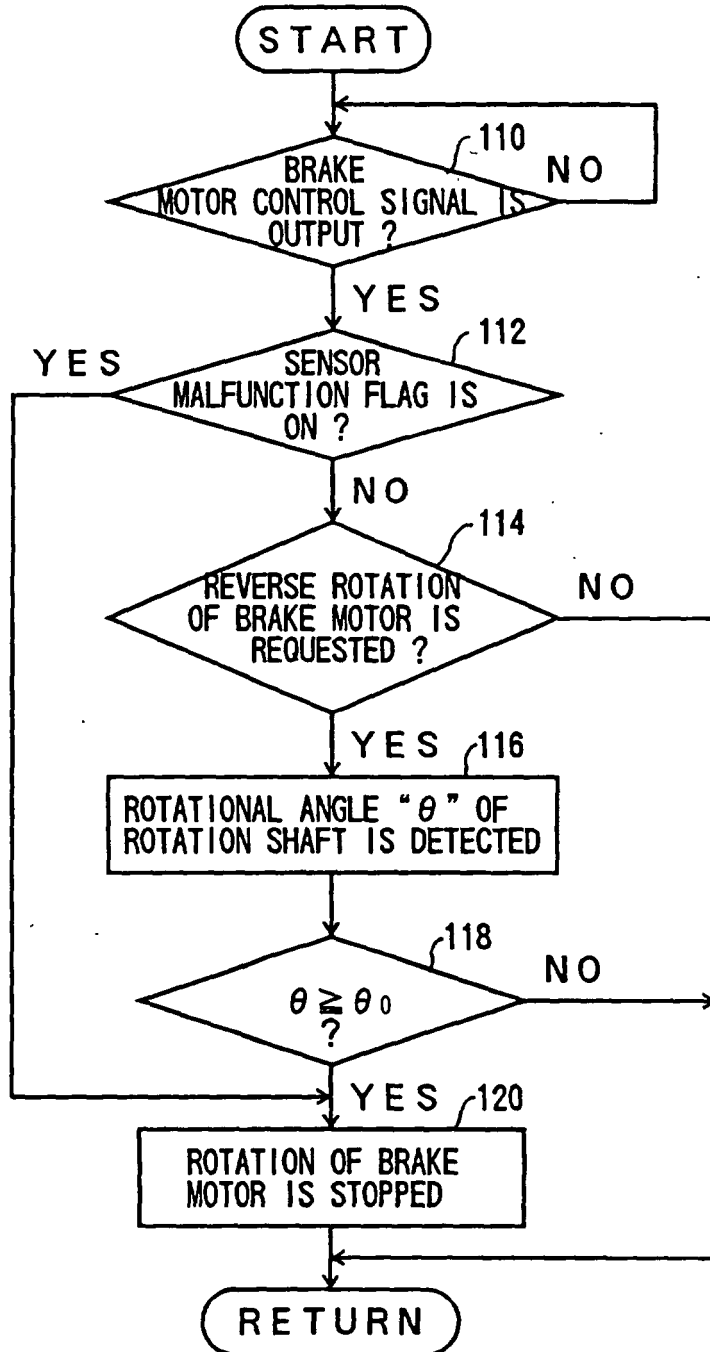 START
110
BRAKE
MOTOR CONTROL SIGNAL IS
OUTPUT ?
NO
YES
112
YES
SENSOR
MALFUNCTION FLAG IS
ON ?
NO
114
REVERSE ROTATION
OF BRAKE MOTOR IS
REQUESTED ?
NO
YES
116
ROTATIONAL ANGLE “θ” OF
ROTATION SHAFT IS DETECTED
118
θ ≧ θ0
?
NO
YES
120
ROTATION OF BRAKE
MOTOR IS STOPPED
RETURN